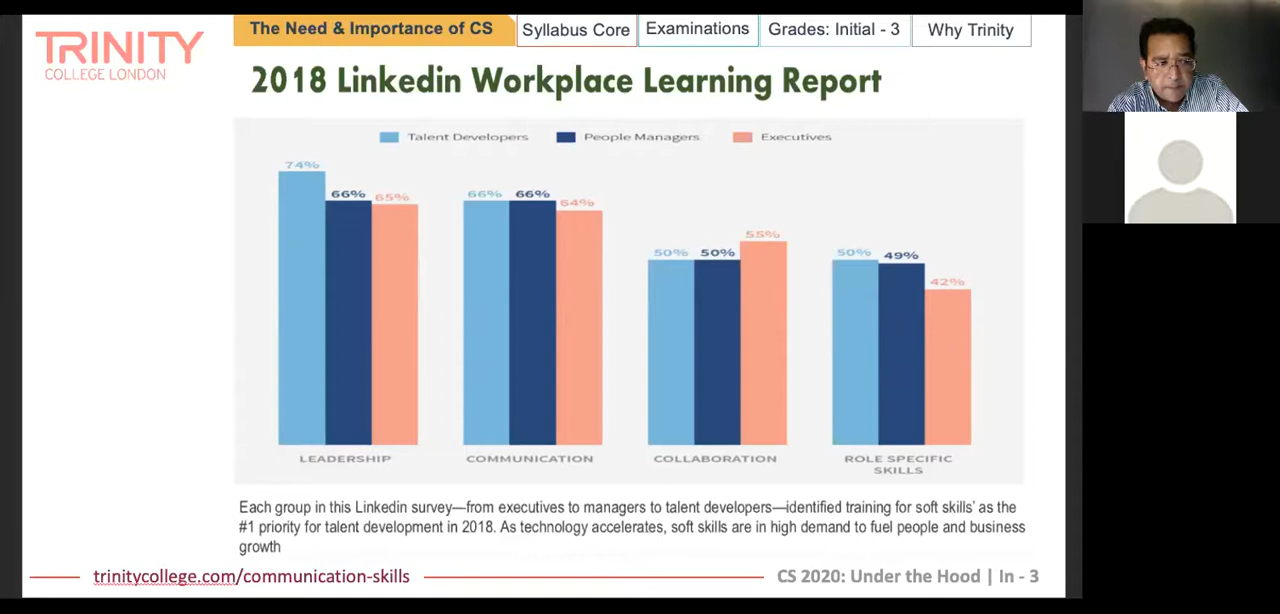 TRINITY
COLLEGE LONDON
The Need & Importance of CS
Syllabus Core
Examinations
Grades: Initial - 3
Why Trinity
2018 Linkedin Workplace Learning Report
Talent Developers
People Managers
Executives
74%
66%
65%
66%
66%
64%
50%
50%
55%
50%
49%
42%
LEADERSHIP
COMMUNICATION
COLLABORATION
ROLE SPECIFIC
SKILLS
Each group in this Linkedin survey—from executives to managers to talent developers—identified training for soft skills’ as the
#1 priority for talent development in 2018. As technology accelerates, soft skills are in high demand to fuel people and business
growth
trinitycollege.com/communication-skills
CS 2020: Under the Hood | In - 3